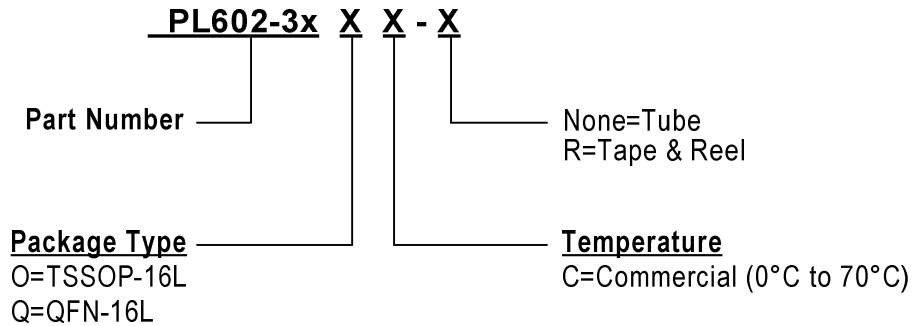 PL602-3x X X - X
Part Number
None=Tube
R=Tape & Reel
Package Type
O=TSSOP-16L
Q=QFN-16L
Temperature
C=Commercial (0°C to 70°C)